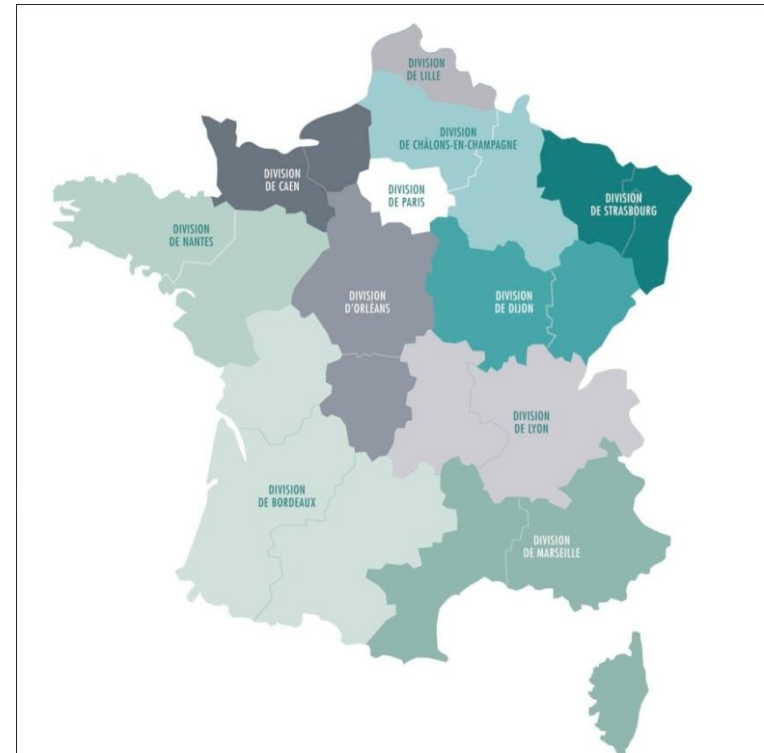 DIVISION
DE LILLE
DIVISION
DE CHÂLONS-EN-CHAMPAGNE
DIVISION
DE CAEN
DIVISION
DE PARIS
DIVISION
DE STRASBOURG
DIVISION
DE NANTES
DIVISION
D'ORLÉANS
DIVISION
DE DIJON
DIVISION
DE LYON
DIVISION
DE BORDEAUX
DIVISION
DE MARSEILLE